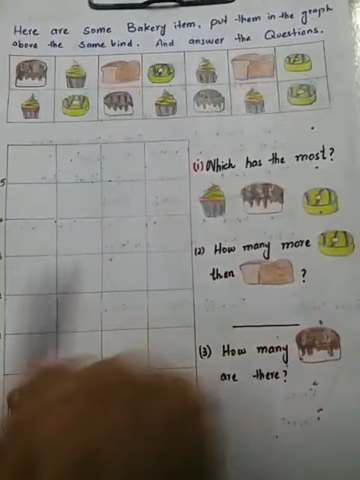 Here are some Bakery item, put them in the graph
above the same kind. And answer the Questions.
(1) Which has the most?
5
(2) How many more
then ?
(3) How many
are there?